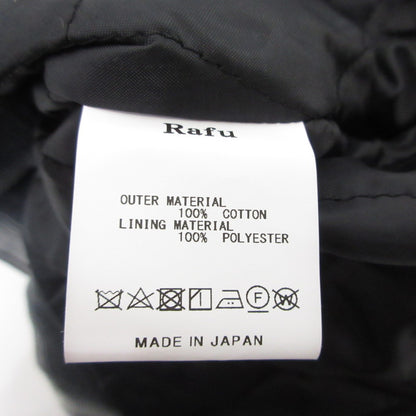 Rafu
OUTER MATERIAL
100% COTTON
LINING MATERIAL
100% POLYESTER
F W
MADE IN JAPAN